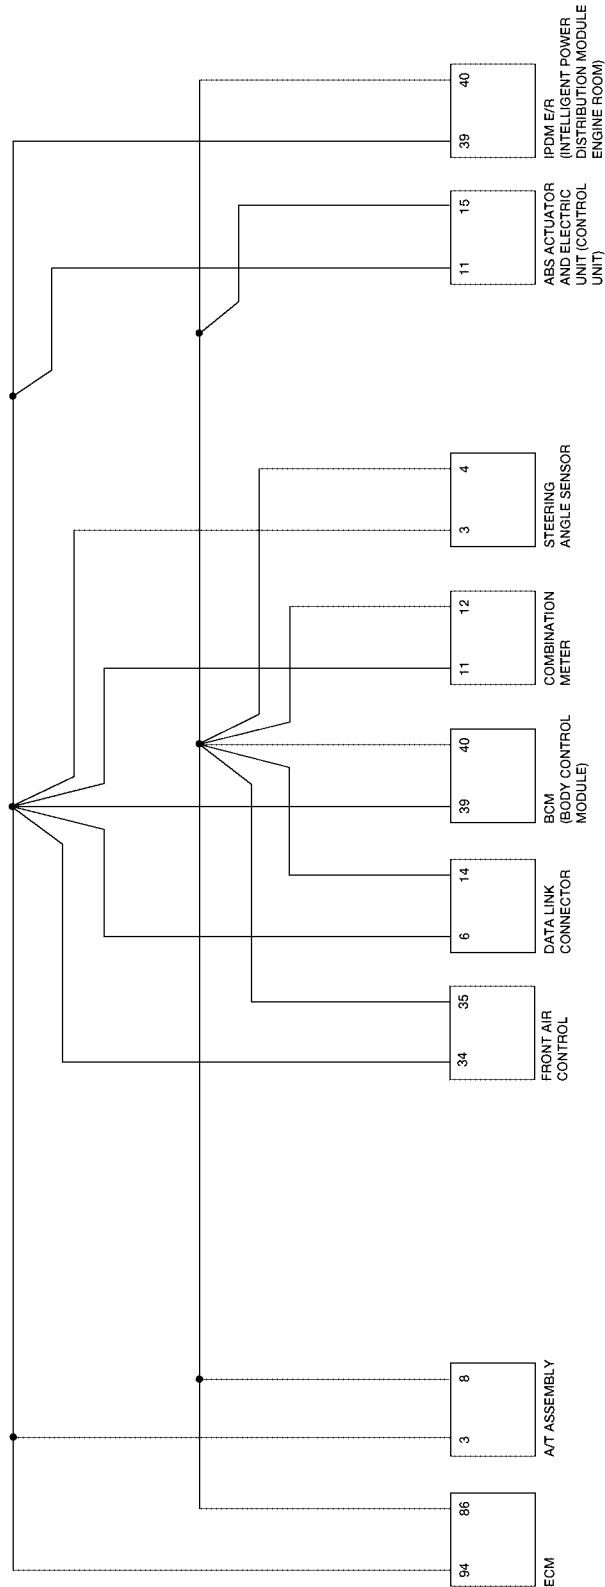 94
86
ECM
3
8
A/T ASSEMBLY
34
35
FRONT AIR
CONTROL
6
14
DATA LINK
CONNECTOR
39
40
BCM
(BODY CONTROL
MODULE)
11
12
COMBINATION
METER
3
4
STEERING
ANGLE SENSOR
11
15
ABS ACTUATOR
AND ELECTRIC
UNIT (CONTROL
UNIT)
39
40
IPDM E/R
(INTELLIGENT POWER
DISTRIBUTION MODULE
ENGINE ROOM)